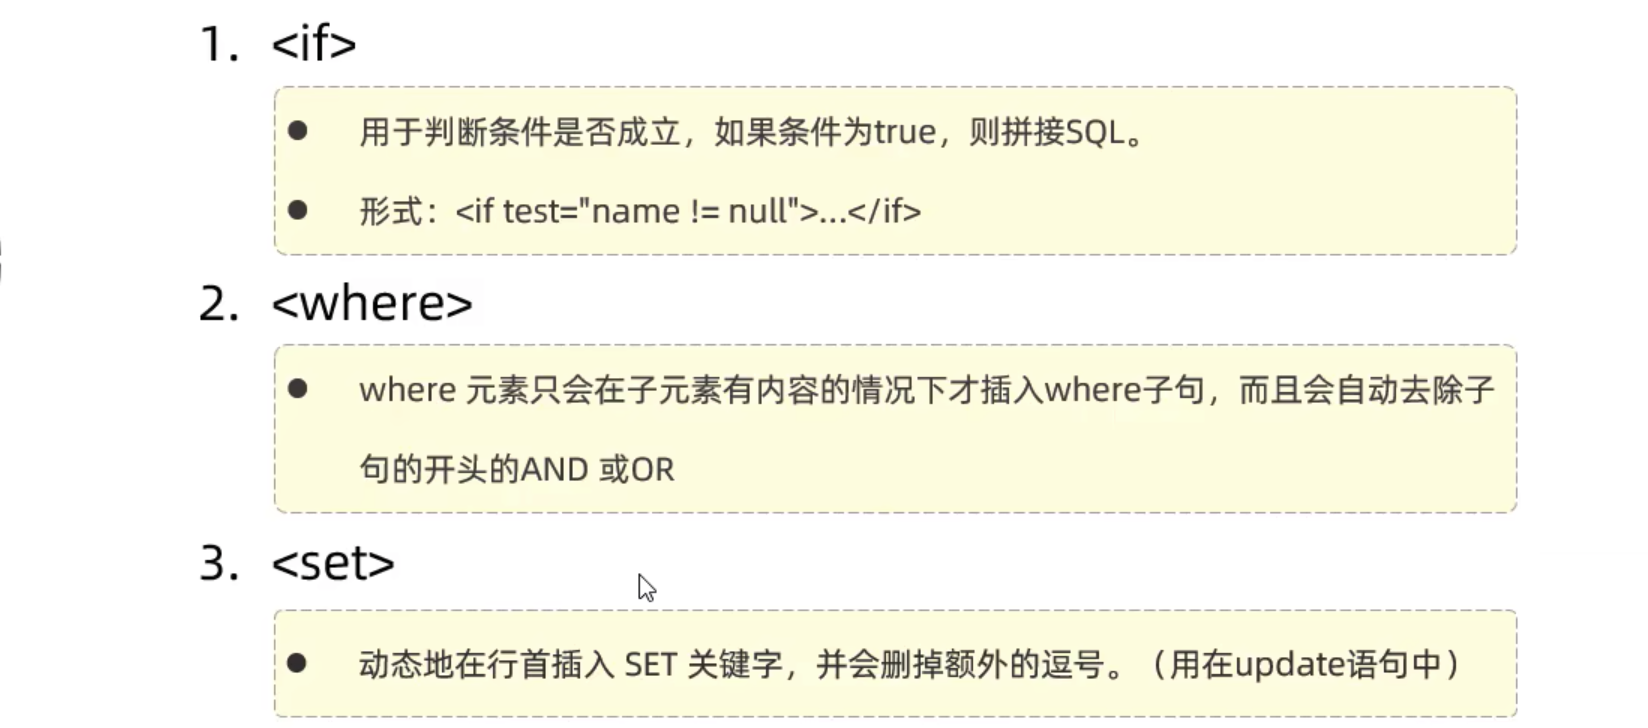 1. <if>
● 用于判断条件是否成立，如果条件为true，则拼接SQL。
● 形式：<if test="name != null">…</if>
2. <where>
● where 元素只会在子元素有内容的情况下才插入where子句，而且会自动去除子
句的开头的AND 或OR
3. <set>
● 动态地在行首插入 SET 关键字，并会删掉额外的逗号。（用在update语句中）